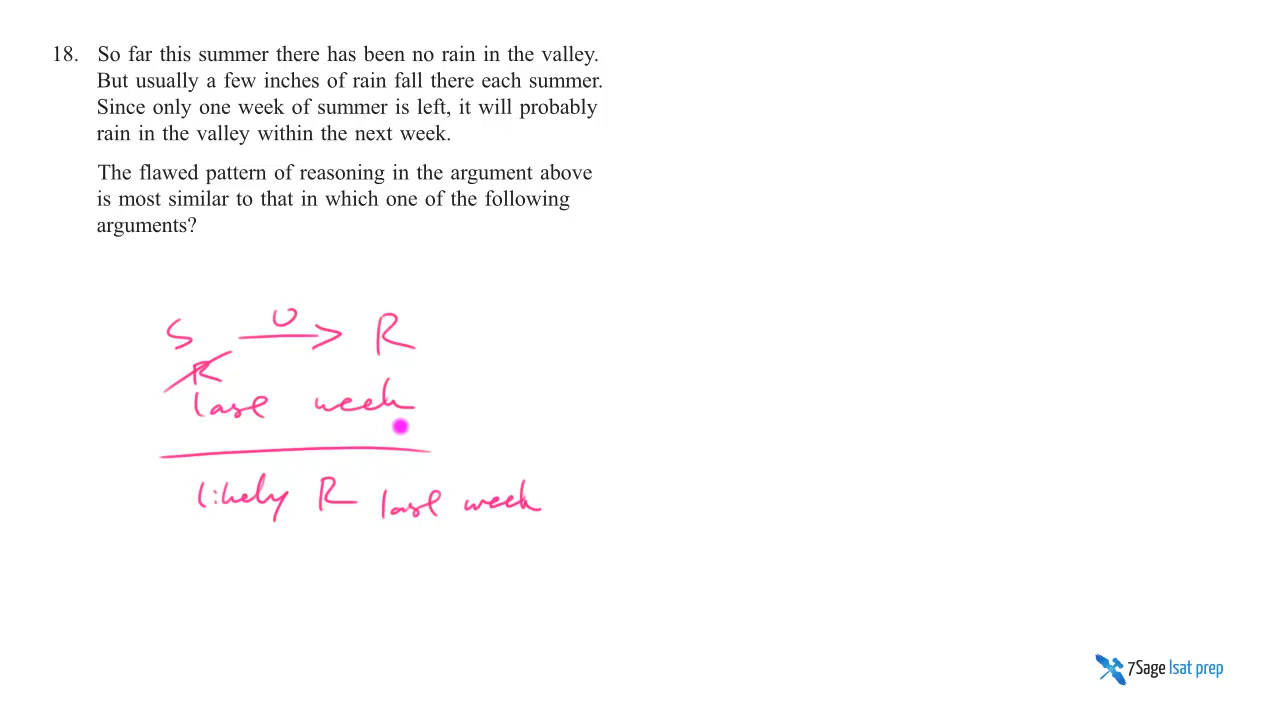 18. So far this summer there has been no rain in the valley.
But usually a few inches of rain fall there each summer.
Since only one week of summer is left, it will probably
rain in the valley within the next week.
The flawed pattern of reasoning in the argument above
is most similar to that in which one of the following
arguments?
U
S R
R
last week
likely R last week
7Sage lsat prep